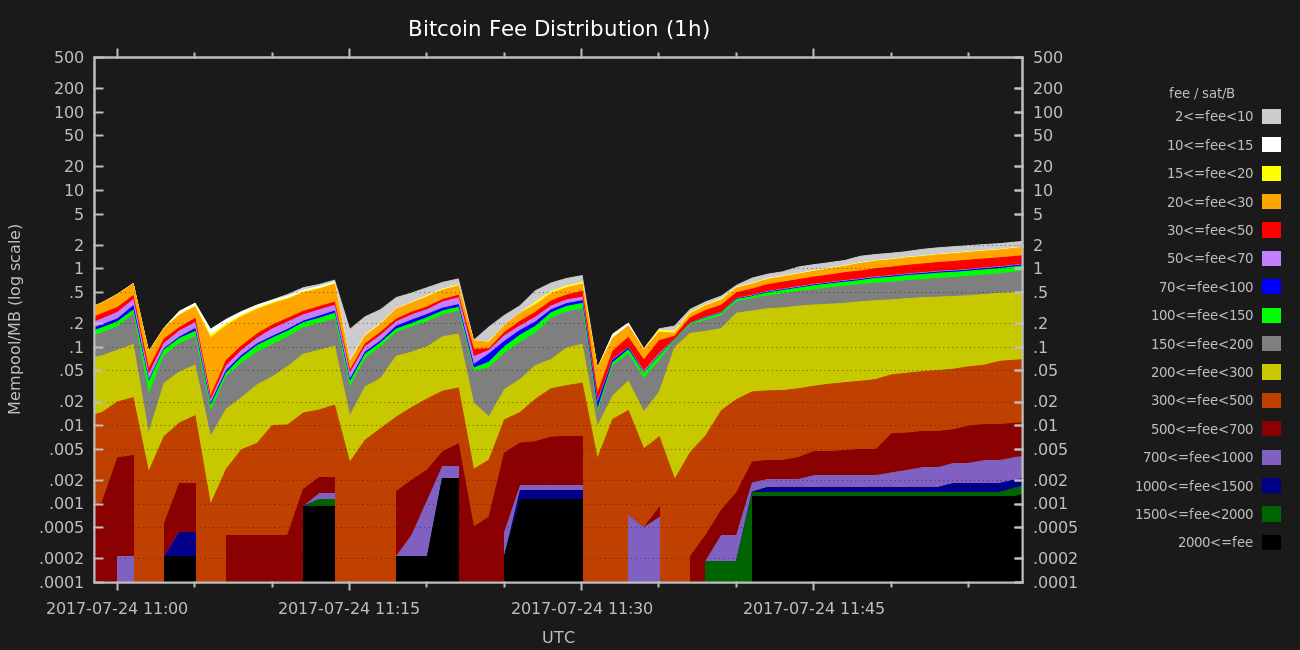 Bitcoin Fee Distribution (1h)
Mempool/MB (log scale)
500
200
100
50
20
10
5
2
1
.5
.2
.1
.05
.02
.01
.005
.002
.001
.0005
.0002
.0001
500
200
100
50
20
10
5
2
1
.5
.2
.1
.05
.02
.01
.005
.002
.001
.0005
.0002
.0001
fee / sat/B
2<=fee<10
10<=fee<15
15<=fee<20
20<=fee<30
30<=fee<50
50<=fee<70
70<=fee<100
100<=fee<150
150<=fee<200
200<=fee<300
300<=fee<500
500<=fee<700
700<=fee<1000
1000<=fee<1500
1500<=fee<2000
2000<=fee
2017-07-24 11:00 2017-07-24 11:15 2017-07-24 11:30 2017-07-24 11:45
UTC